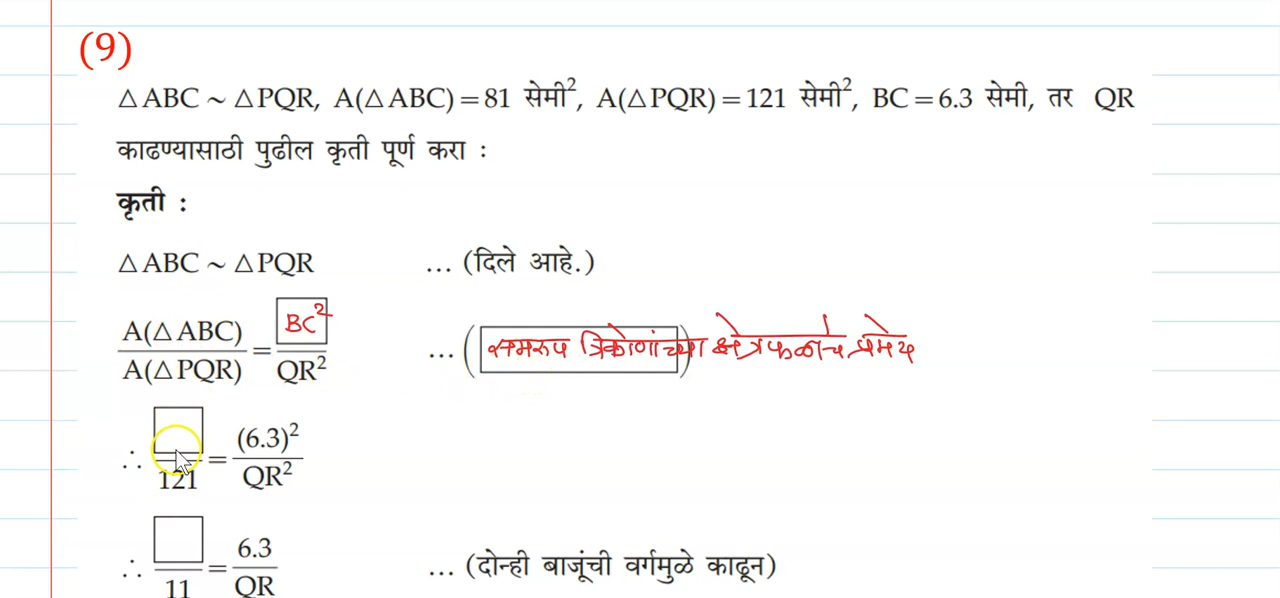 (9)
△ABC ~ △PQR, A(△ABC) = 81 सेमी², A(△PQR) = 121 सेमी², BC = 6.3 सेमी, तर QR
काढण्यासाठी पुढील कृती पूर्ण करा :
कृती :
△ABC ~ △PQR ... (दिले आहे.)
A(△ABC)/A(△PQR) = BC²/QR² ... (समरूप त्रिकोणांच्या क्षेत्रफळांचे प्रमेय)
∴ □/121 = (6.3)²/QR²
∴ □/11 = 6.3/QR ... (दोन्ही बाजूंची वर्गमुळे काढून)